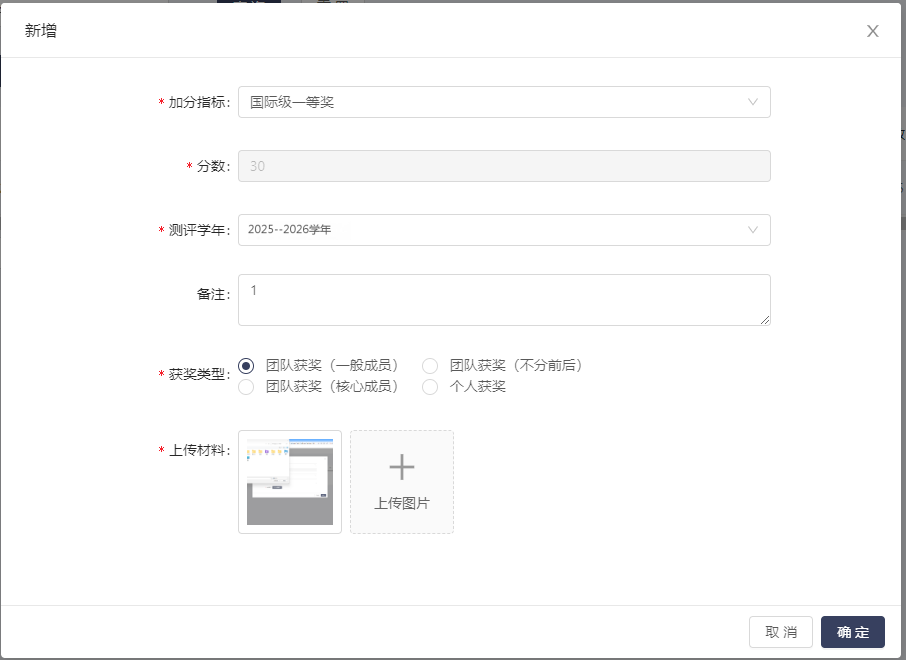 新增
* 加分指标: 国际级一等奖
* 分数: 30
* 测评学年: 2025--2026学年
备注: 1
* 获奖类型: 团队获奖（一般成员） 团队获奖（不分前后）
团队获奖（核心成员） 个人获奖
* 上传材料:
上传图片
取 消 确 定